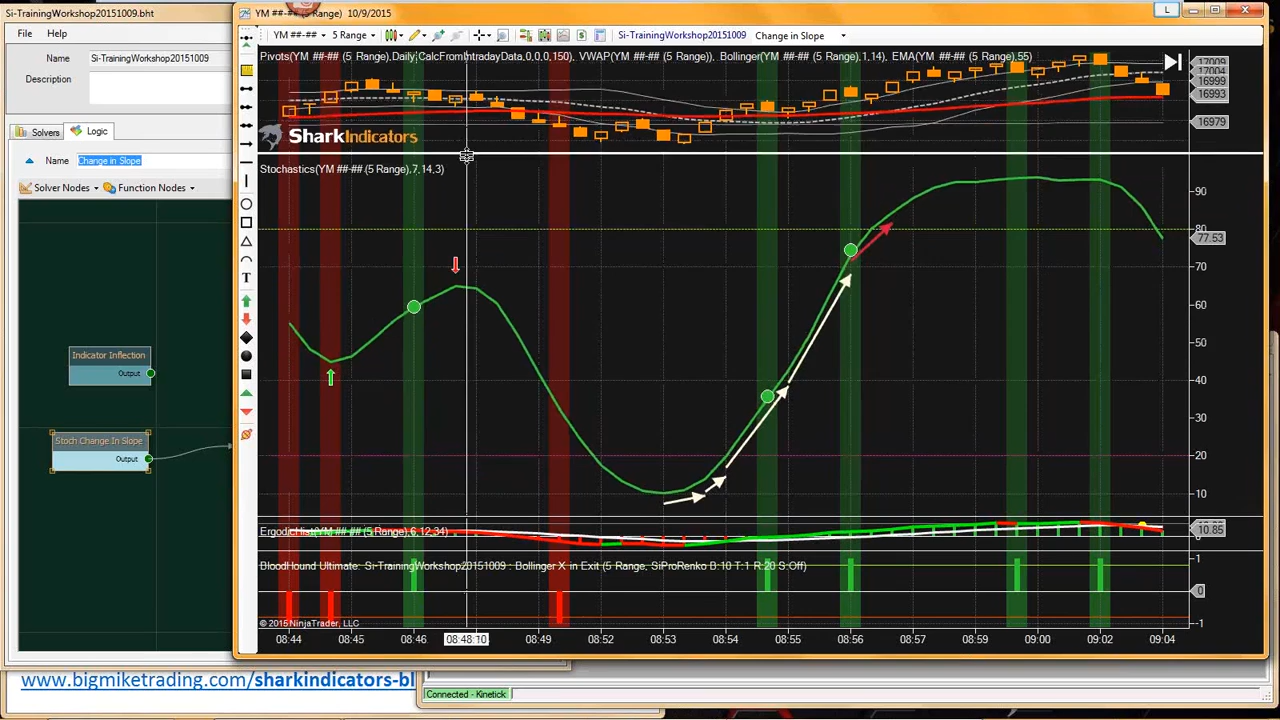 Si-TrainingWorkshop20151009.bht
File Help
Name Si-TrainingWorkshop20151009
Description
Solvers Logic
Name Change in Slope
Solver Nodes Function Nodes
Indicator Inflection
Output
Stoch Change In Slope
Output
www.bigmiketrading.com/sharkindicators-bl
YM ##-## (5 Range) 10/9/2015
L
YM ##-## 5 Range Si-TrainingWorkshop20151009 Change in Slope
T
Pivots(YM ##-## (5 Range),Daily,CalcFromIntradayData,0,0,0,150), VWAP(YM ##-## (5 Range)), Bollinger(YM ##-## (5 Range),1,14), EMA(YM ##-## (5 Range),55)
17009
17004
16999
16993
16979
SharkIndicators
Stochastics(YM ##-## (5 Range),7,14,3)
90
80
77.53
70
60
50
40
30
20
10
ErgodicHist(YM ##-## (5 Range),6,12,34)
10.85
0
BloodHound Ultimate: Si-TrainingWorkshop20151009 : Bollinger X in Exit (5 Range, SiProRenko B:10 T:1 R:20 S:Off)
1
0
-1
© 2015 NinjaTrader, LLC
08:44 08:45 08:46 08:48:10 08:49 08:52 08:53 08:54 08:55 08:56 08:57 08:59 09:00 09:02 09:04
Connected - Kinetick